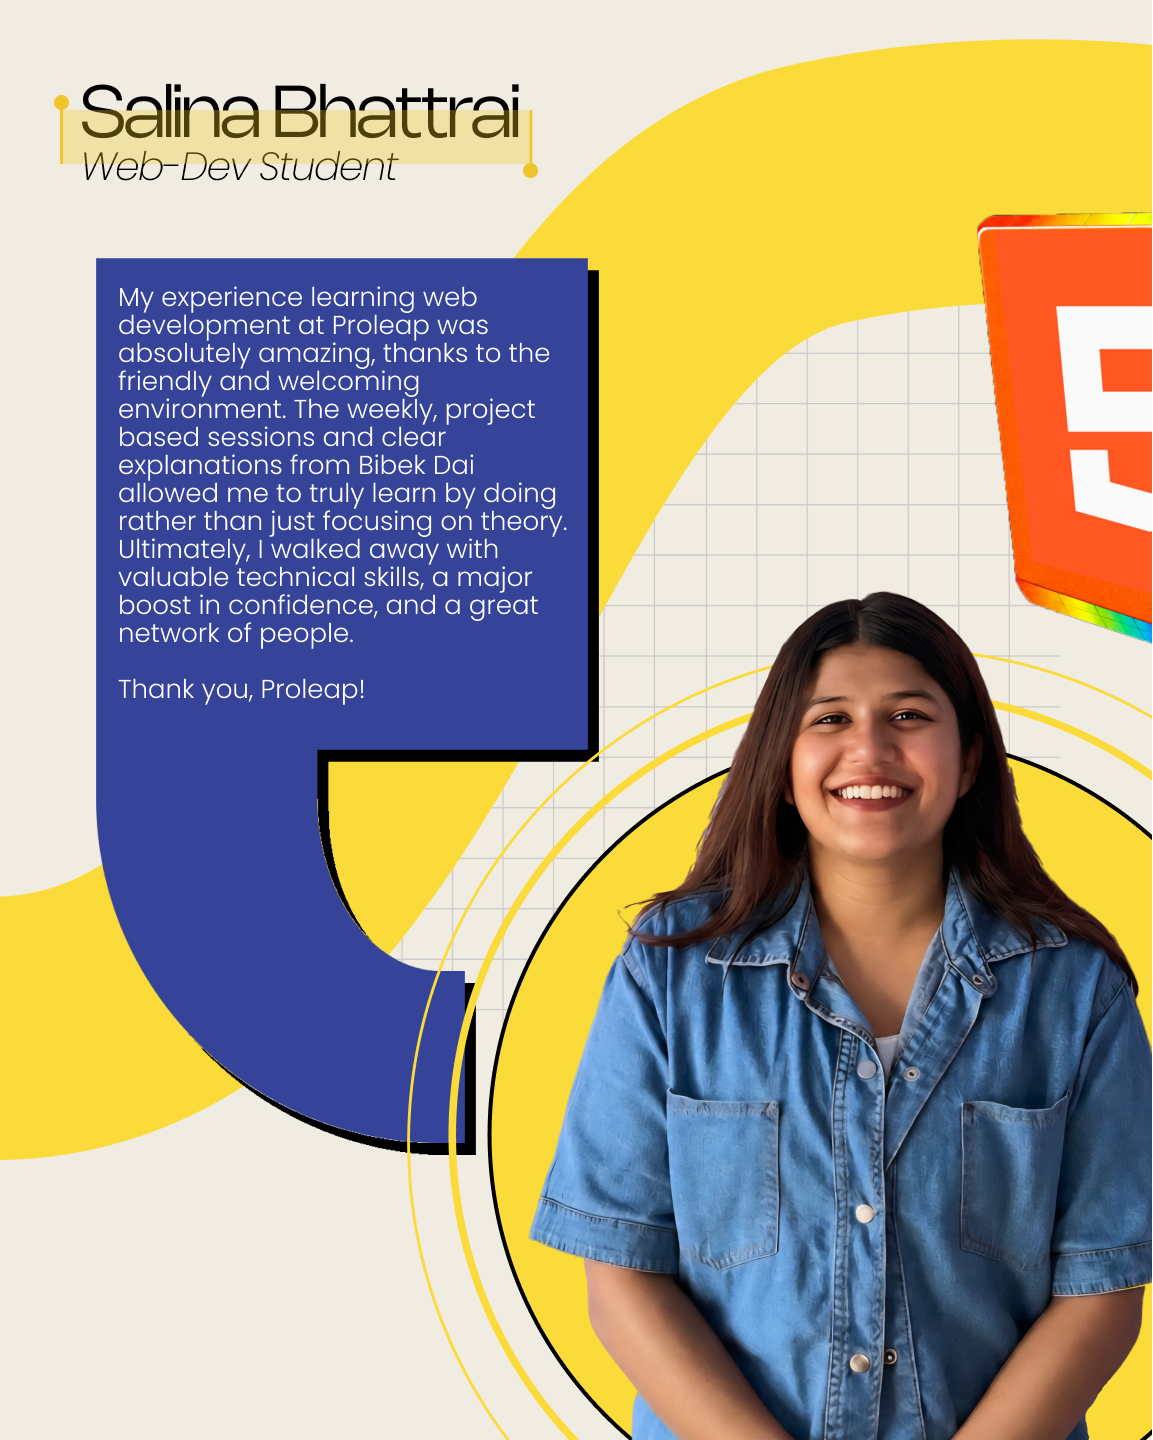 Salina Bhattrai
Web-Dev Student
My experience learning web
development at Proleap was
absolutely amazing, thanks to the
friendly and welcoming
environment. The weekly, project
based sessions and clear
explanations from Bibek Dai
allowed me to truly learn by doing
rather than just focusing on theory.
Ultimately, I walked away with
valuable technical skills, a major
boost in confidence, and a great
network of people.
Thank you, Proleap!